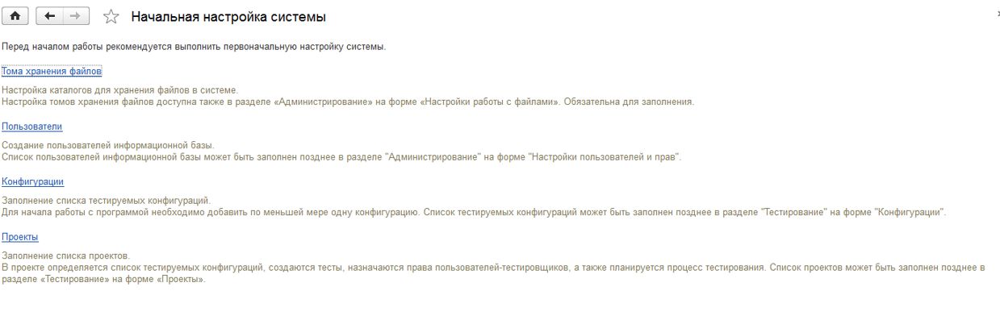 Начальная настройка системы
Перед началом работы рекомендуется выполнить первоначальную настройку системы.
Тома хранения файлов
Настройка каталогов для хранения файлов в системе.
Настройка томов хранения файлов доступна также в разделе «Администрирование» на форме «Настройки работы с файлами». Обязательна для заполнения.
Пользователи
Создание пользователей информационной базы.
Список пользователей информационной базы может быть заполнен позднее в разделе "Администрирование" на форме "Настройки пользователей и прав".
Конфигурации
Заполнение списка тестируемых конфигураций.
Для начала работы с программой необходимо добавить по меньшей мере одну конфигурацию. Список тестируемых конфигураций может быть заполнен позднее в разделе "Тестирование" на форме "Конфигурации".
Проекты
Заполнение списка проектов.
В проекте определяется список тестируемых конфигураций, создаются тесты, назначаются права пользователей-тестировщиков, а также планируется процесс тестирования. Список проектов может быть заполнен позднее в
разделе «Тестирование» на форме «Проекты».